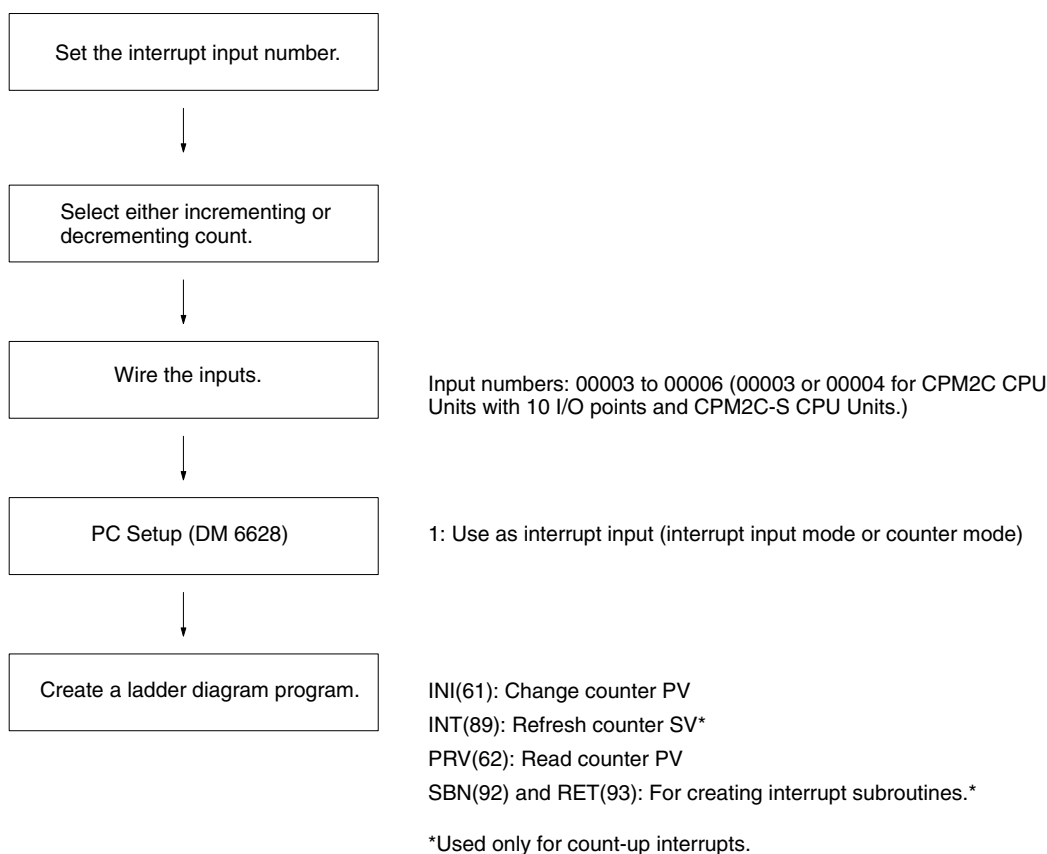 Set the interrupt input number.
Select either incrementing or
decrementing count.
Wire the inputs.
Input numbers: 00003 to 00006 (00003 or 00004 for CPM2C CPU
Units with 10 I/O points and CPM2C-S CPU Units.)
PC Setup (DM 6628)
1: Use as interrupt input (interrupt input mode or counter mode)
Create a ladder diagram program.
INI(61): Change counter PV
INT(89): Refresh counter SV*
PRV(62): Read counter PV
SBN(92) and RET(93): For creating interrupt subroutines.*
*Used only for count-up interrupts.